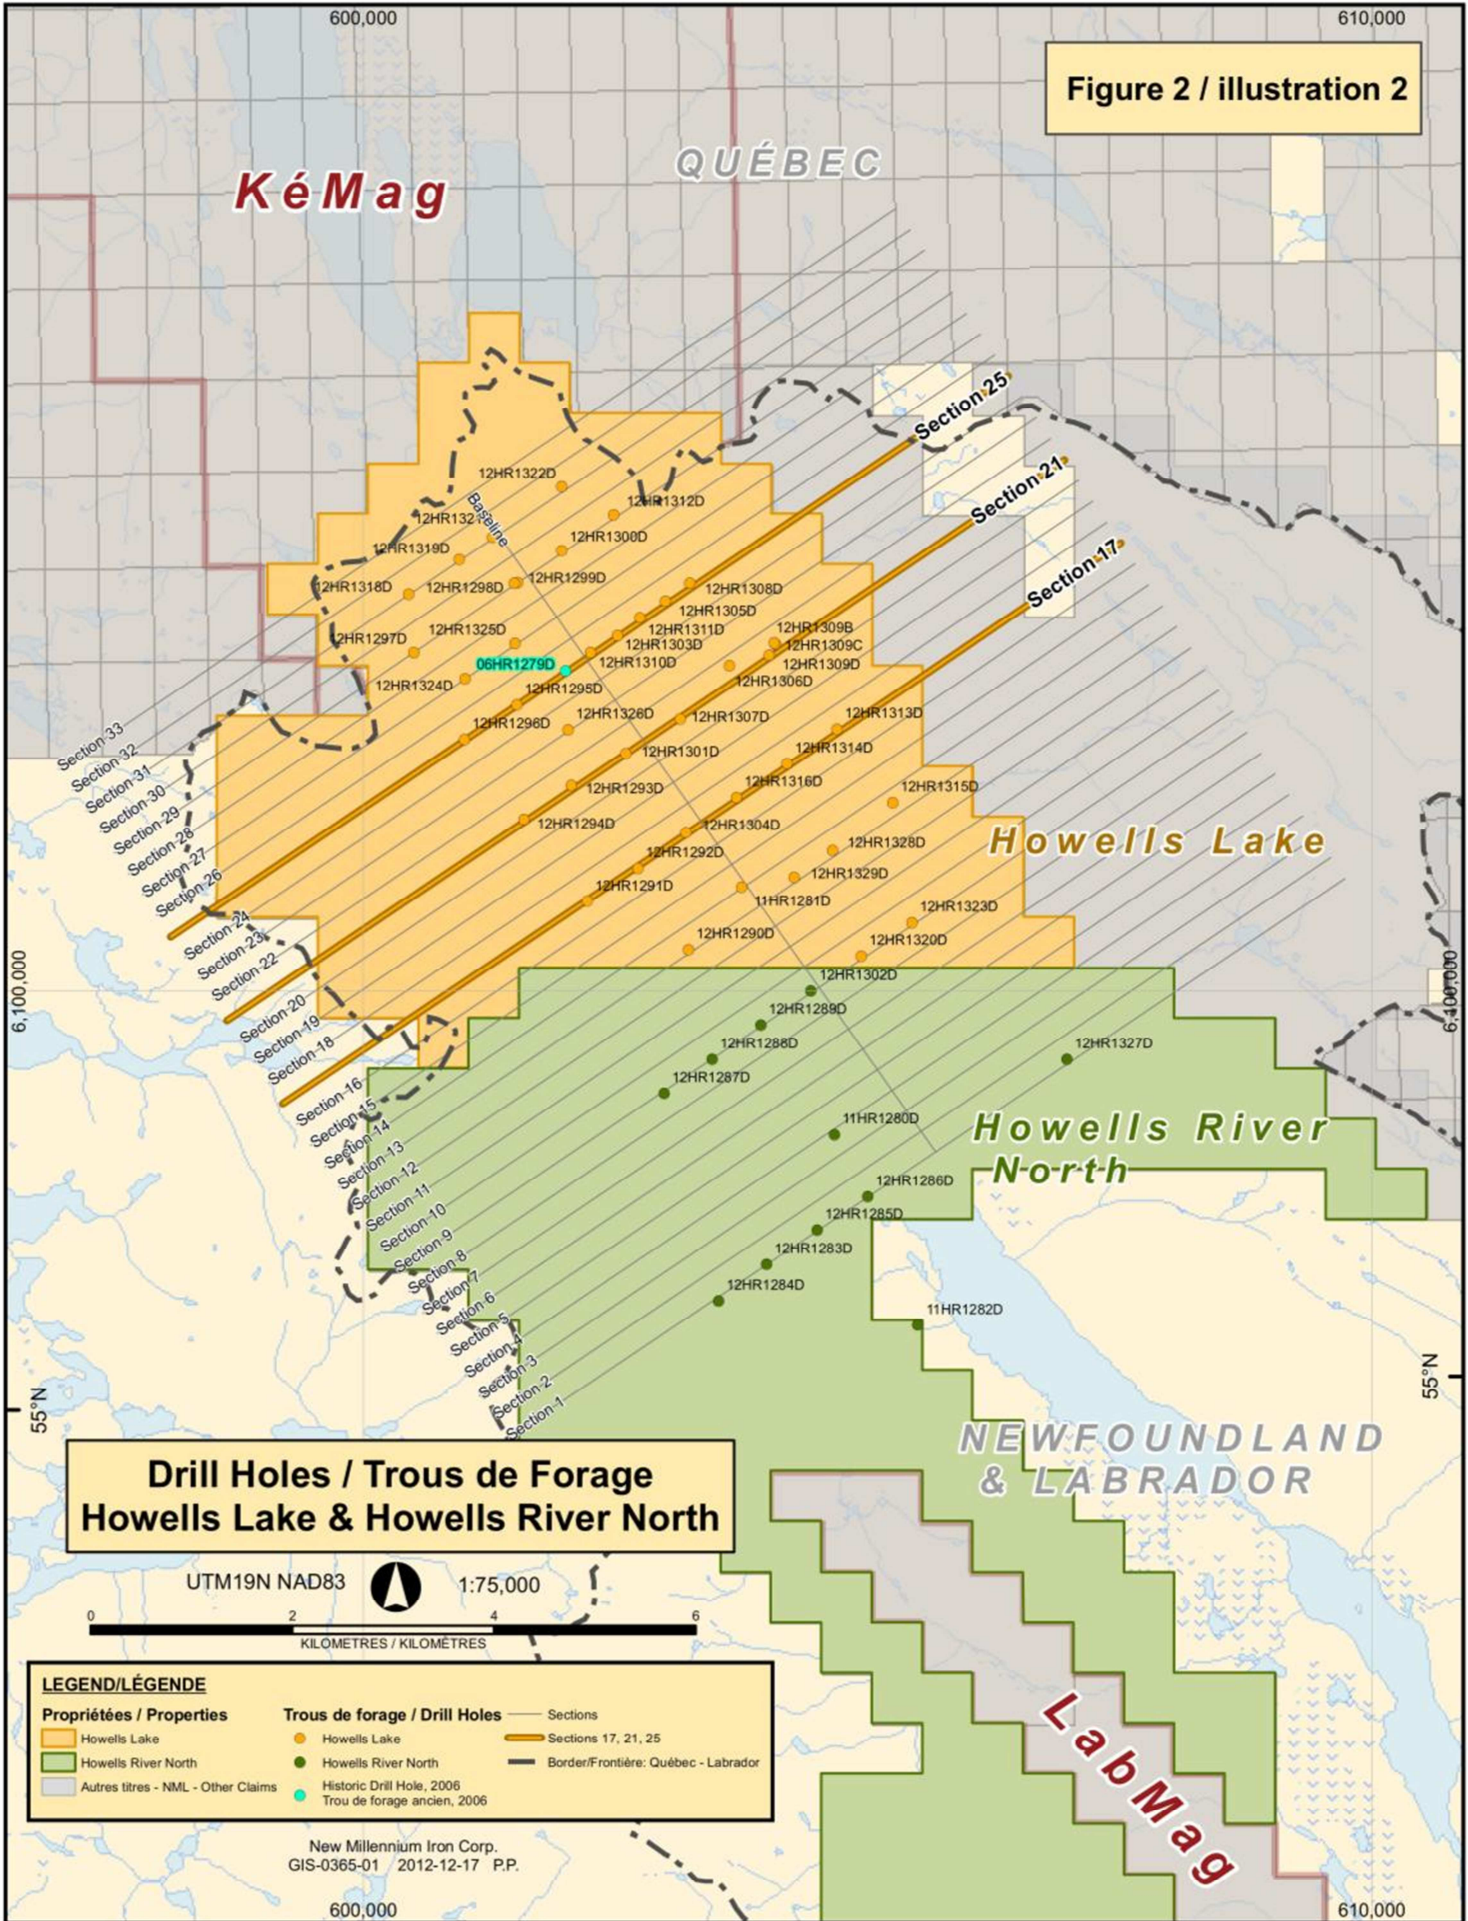 600,000
610,000
Figure 2 / illustration 2
QUÉBEC
KéMag
Section 25
Section 21
Section 17
12HR1322D
12HR1312D
Baseline
12HR132
12HR1300D
12HR1319D
12HR1299D
12HR1298D
12HR1318D
12HR1308D
12HR1305D
12HR1325D
12HR1311D
12HR1309B
12HR1297D
12HR1303D
12HR1309C
06HR1279D
12HR1310D
12HR1309D
12HR1324D
12HR1295D
12HR1306D
12HR1326D
12HR1307D
12HR1313D
12HR1296D
12HR1301D
12HR1314D
12HR1316D
12HR1293D
12HR1315D
12HR1294D
12HR1304D
12HR1292D
12HR1328D
12HR1291D
12HR1329D
11HR1281D
12HR1323D
12HR1290D
12HR1320D
12HR1302D
12HR1289D
12HR1288D
12HR1327D
12HR1287D
11HR1280D
12HR1286D
12HR1285D
12HR1283D
12HR1284D
11HR1282D
Howells Lake
Howells River
North
Section 33
Section 32
Section 31
Section 30
Section 29
Section 28
Section 27
Section 26
Section 24
Section 23
Section 22
Section 20
Section 19
Section 18
Section 16
Section 15
Section 14
Section 13
Section 12
Section 11
Section 10
Section 9
Section 8
Section 7
Section 6
Section 5
Section 4
Section 3
Section 2
Section 1
6,100,000
6,100,000
55°N
55°N
NEWFOUNDLAND
& LABRADOR
LabMag
Drill Holes / Trous de Forage
Howells Lake & Howells River North
UTM19N NAD83
1:75,000
0 2 4 6
KILOMETRES / KILOMÈTRES
LEGEND/LÉGENDE
Propriétées / Properties
Howells Lake
Howells River North
Autres titres - NML - Other Claims
Trous de forage / Drill Holes
Howells Lake
Howells River North
Historic Drill Hole, 2006
Trou de forage ancien, 2006
Sections
Sections 17, 21, 25
Border/Frontière: Québec - Labrador
New Millennium Iron Corp.
GIS-0365-01 2012-12-17 P.P.
600,000
610,000